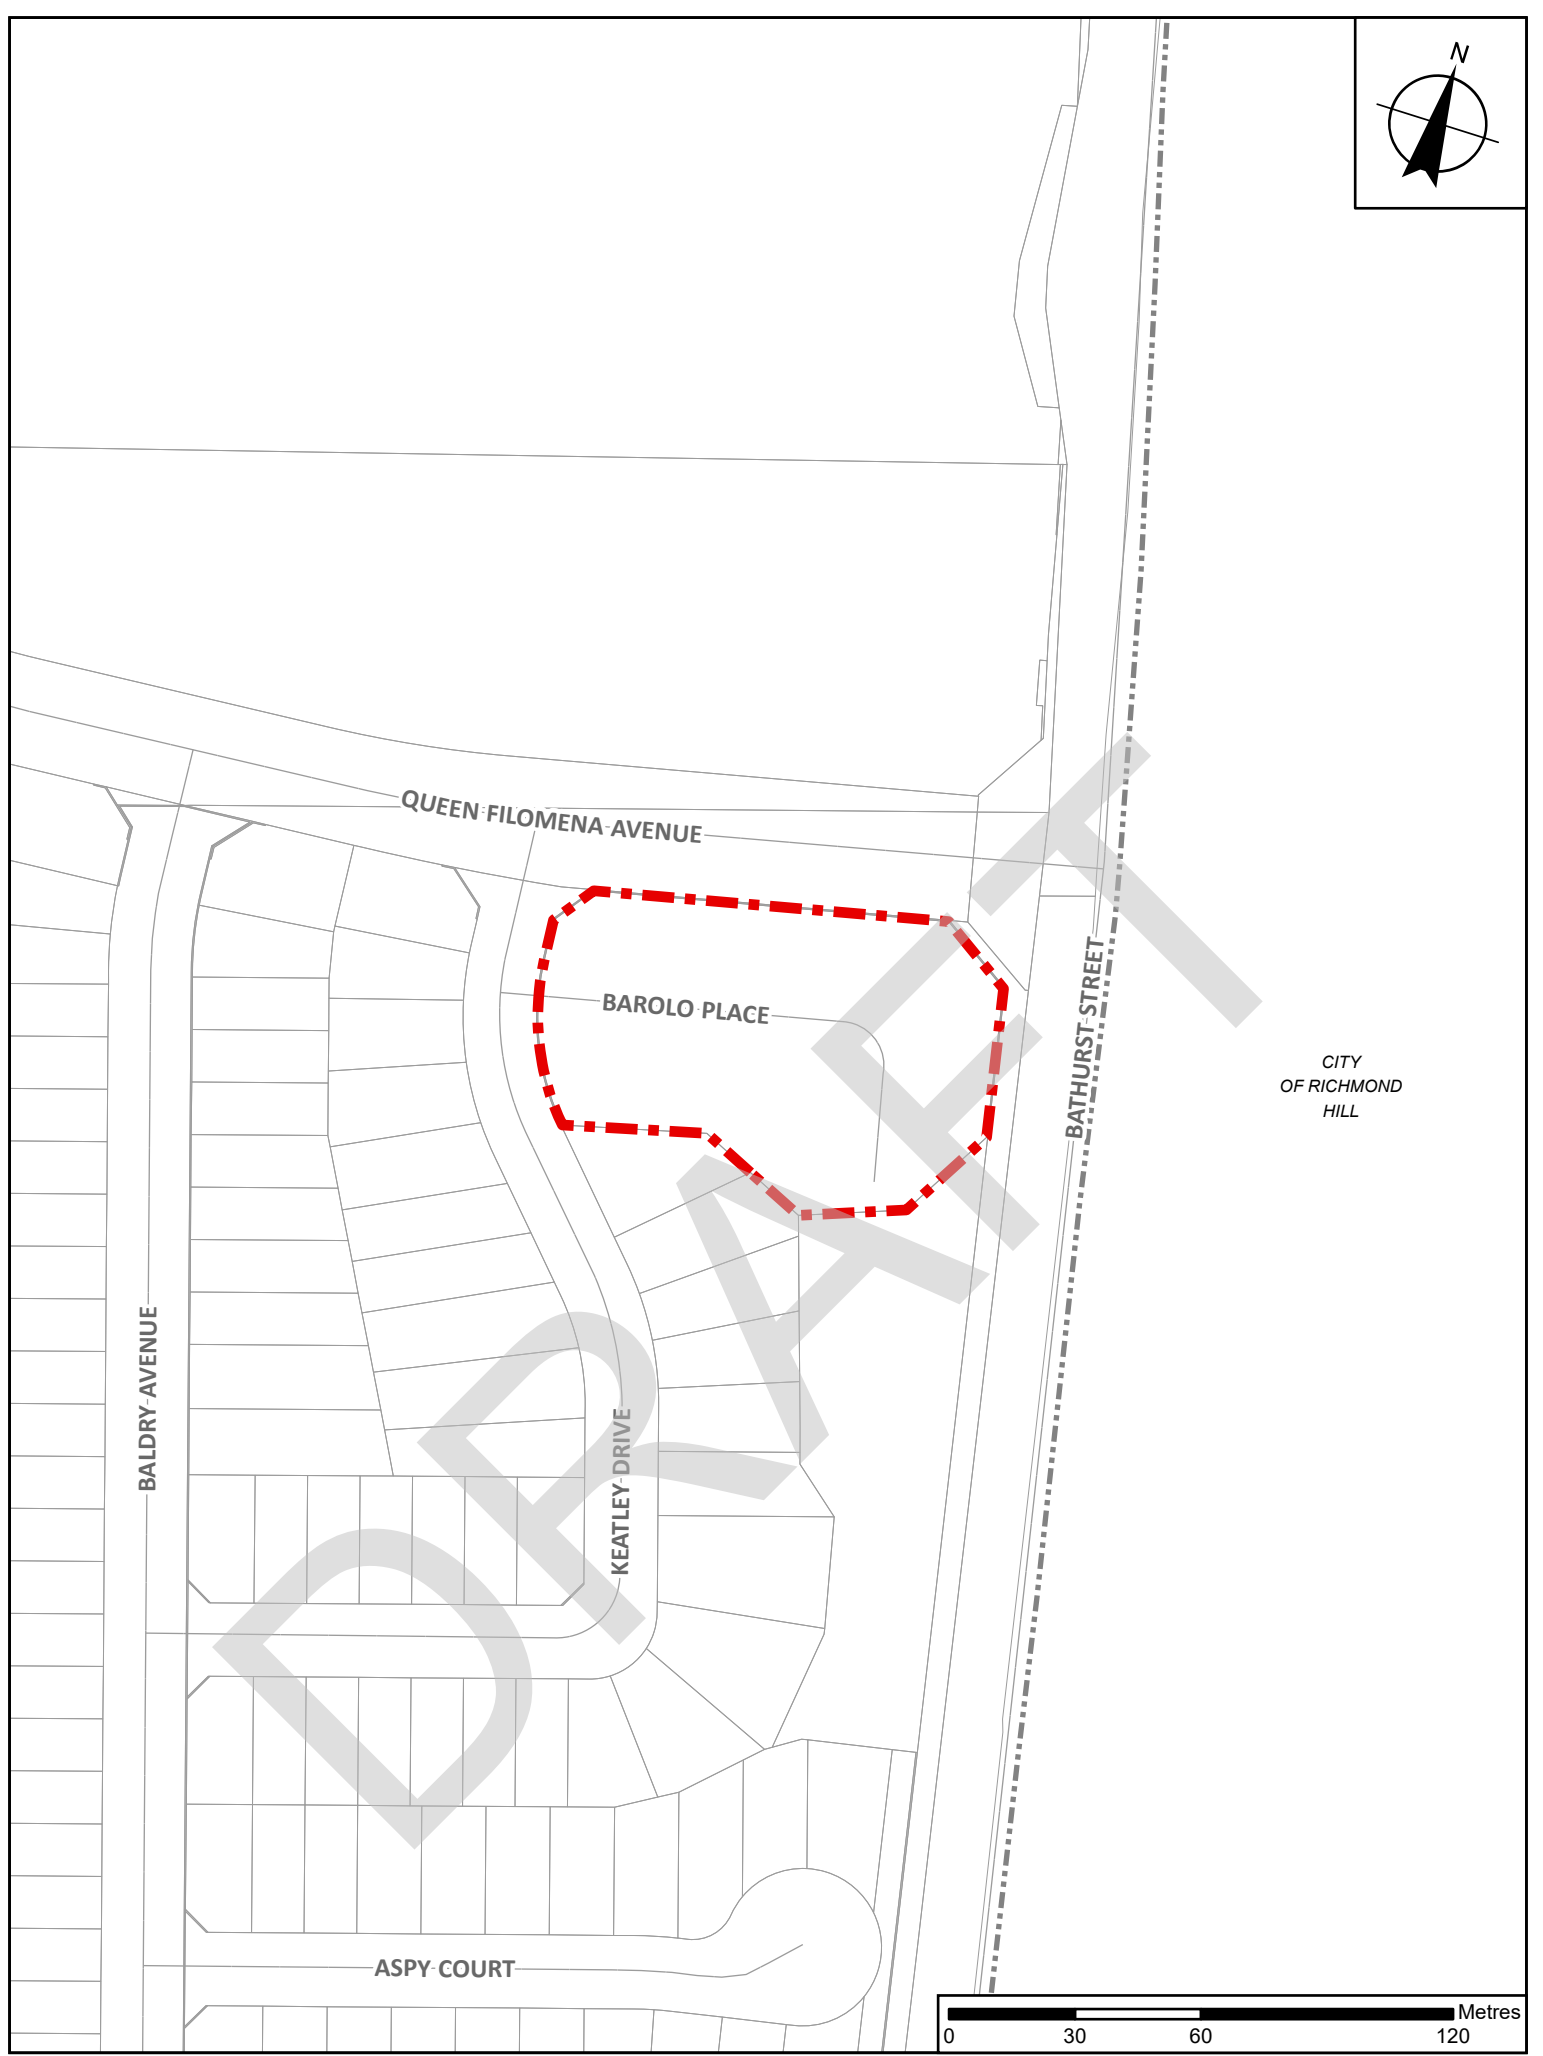 N
QUEEN FILOMENA AVENUE
BAROLO PLACE
BATHURST STREET
CITY
OF RICHMOND
HILL
BALDRY AVENUE
KEATLEY DRIVE
DRAFT
ASPY COURT
Metres
0 30 60 120